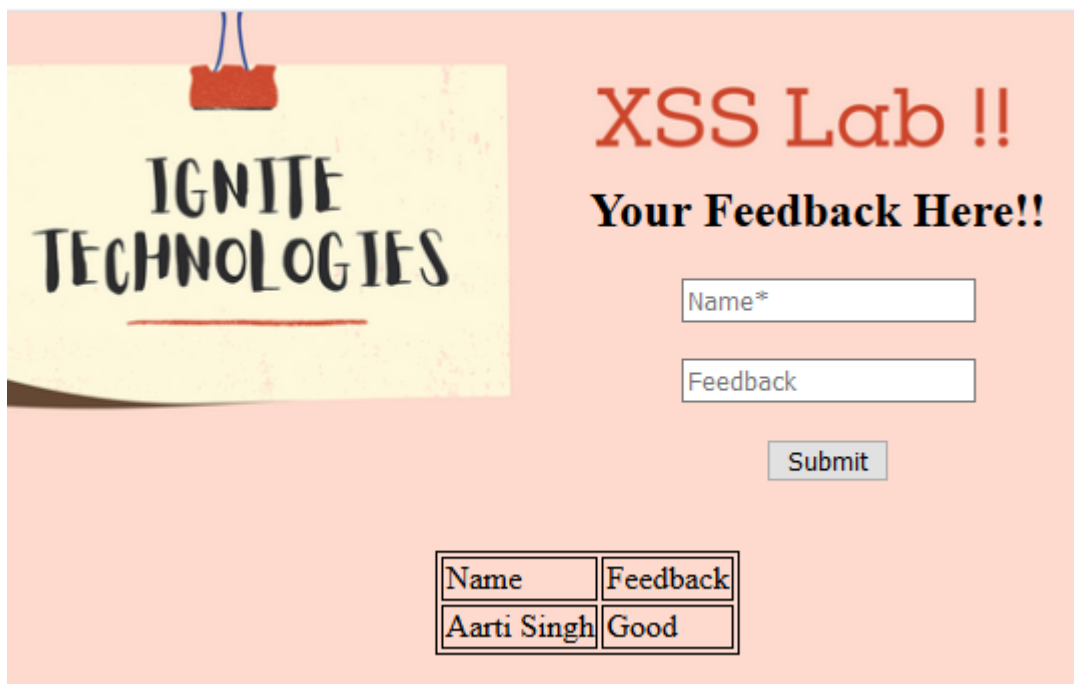 IGNITE
TECHNOLOGIES
XSS Lab !!
Your Feedback Here!!
Name*
Feedback
Submit
Name Feedback
Aarti Singh Good